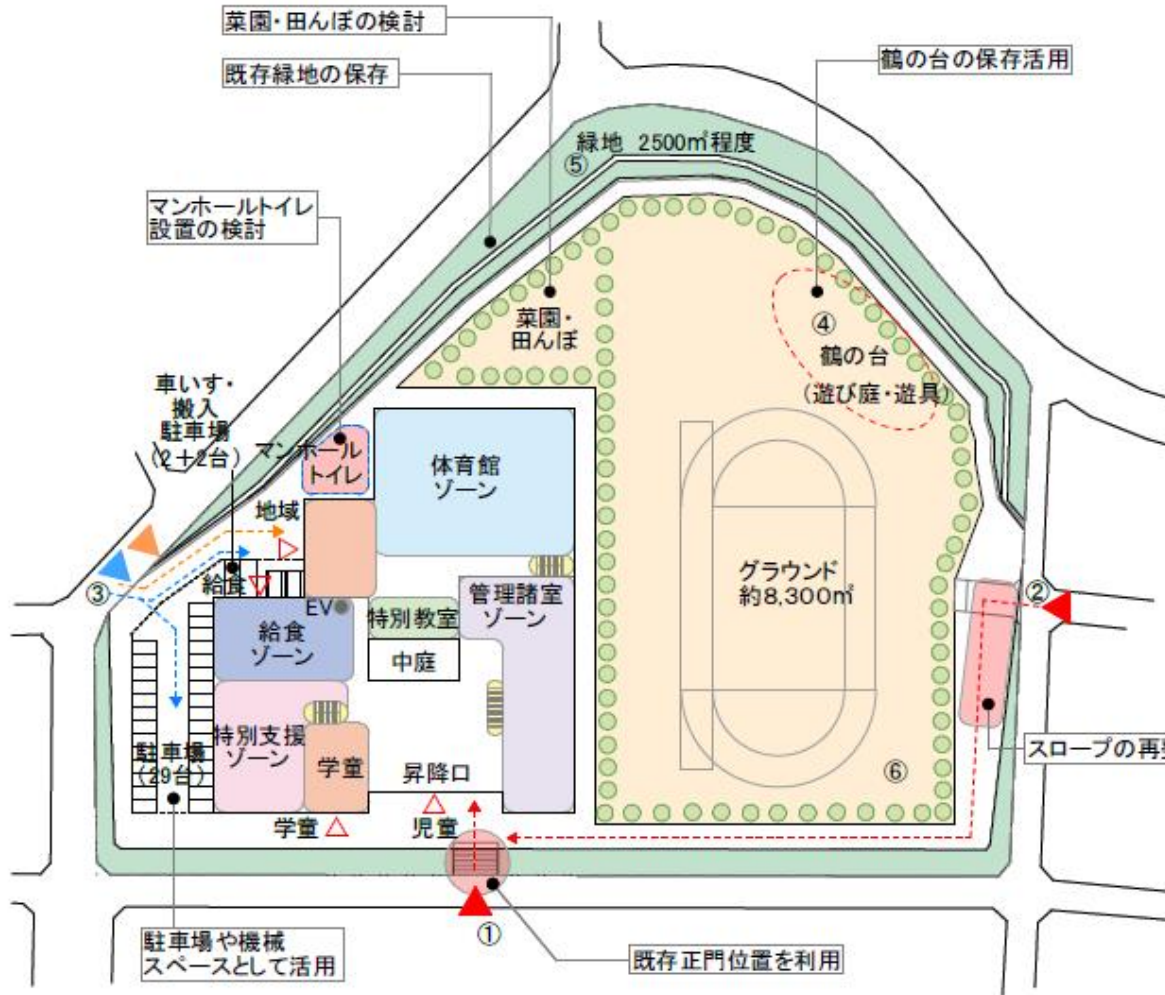 菜園・田んぼの検討
既存緑地の保存
鶴の台の保存活用
緑地 2500㎡程度
⑤
マンホールトイレ
設置の検討
菜園・
田んぼ
④
鶴の台
(遊び庭・遊具)
車いす・
搬入
駐車場
(2+2台)
マンホール
トイレ
体育館
ゾーン
地域
③
給食
EV
給食
ゾーン
特別教室
中庭
管理諸室
ゾーン
グラウンド
約8,300㎡
②
スロープの再
特別支援
ゾーン
駐車場
(29台)
学童
昇降口
⑥
学童
児童
①
駐車場や機械
スペースとして活用
既存正門位置を利用